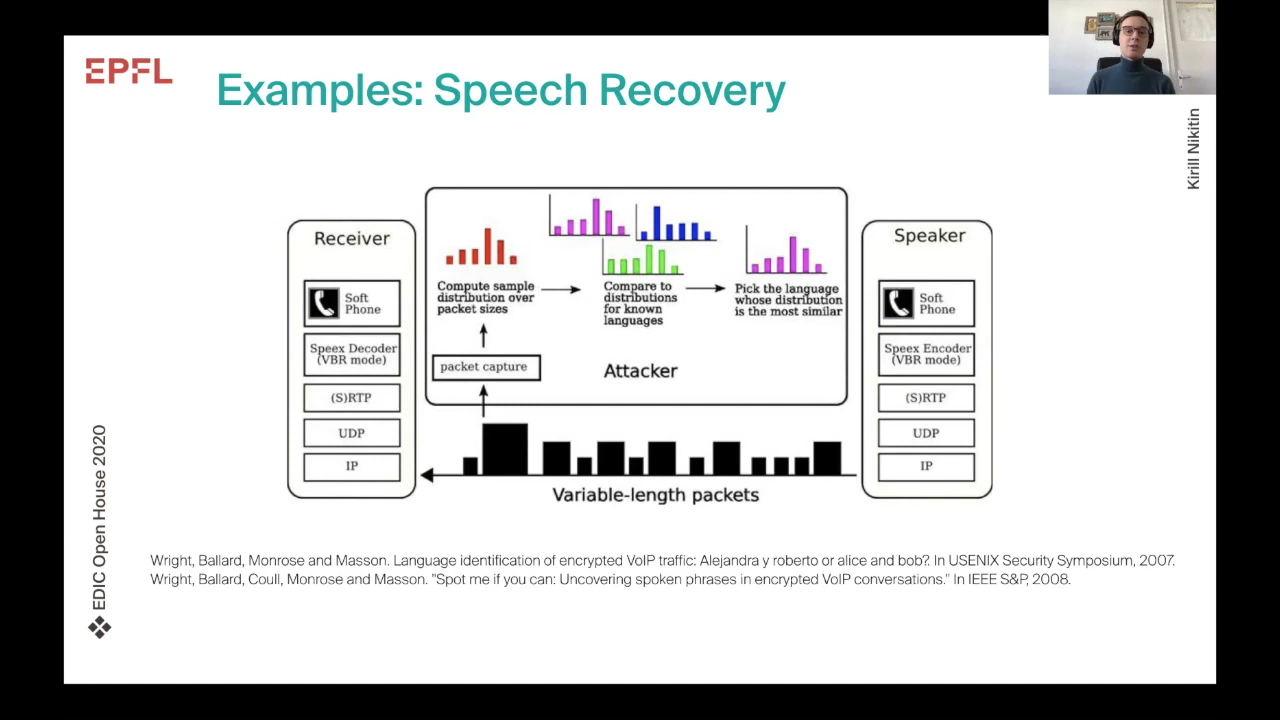 EPFL
Examples: Speech Recovery
Kirill Nikitin
EDIC Open House 2020
Receiver
Soft
Phone
Speex Decoder
(VBR mode)
(S)RTP
UDP
IP
Compute sample
distribution over
packet sizes
Compare to
distributions
for known
languages
Pick the language
whose distribution
is the most similar
packet capture
Attacker
Variable-length packets
Speaker
Soft
Phone
Speex Encoder
(VBR mode)
(S)RTP
UDP
IP
Wright, Ballard, Monrose and Masson. Language identification of encrypted VoIP traffic: Alejandra y roberto or alice and bob?. In USENIX Security Symposium, 2007.
Wright, Ballard, Coull, Monrose and Masson. "Spot me if you can: Uncovering spoken phrases in encrypted VoIP conversations." In IEEE S&P, 2008.